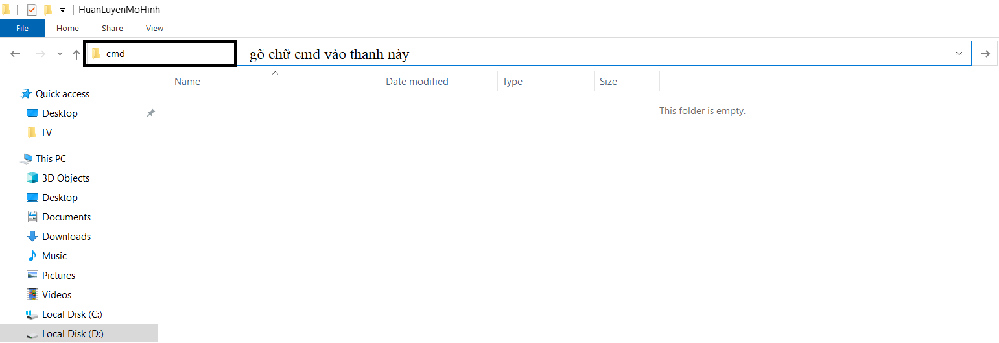 HuanLuyenMoHinh
File Home Share View
cmd gõ chữ cmd vào thanh này
Name Date modified Type Size
This folder is empty.
Quick access
Desktop
LV
This PC
3D Objects
Desktop
Documents
Downloads
Music
Pictures
Videos
Local Disk (C:)
Local Disk (D:)